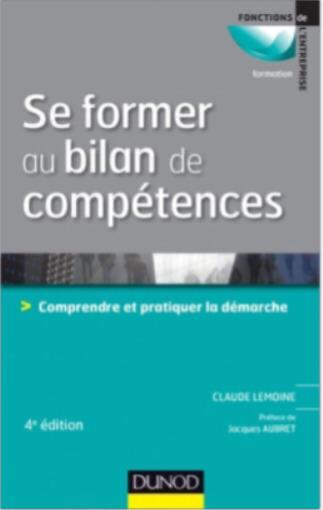 FONCTIONS de
L'ENTREPRISE
formation
Se former
au bilan de
compétences
> Comprendre et pratiquer la démarche
CLAUDE LEMOINE
Préface de
Jacques AUBRET
4e édition
DUNOD